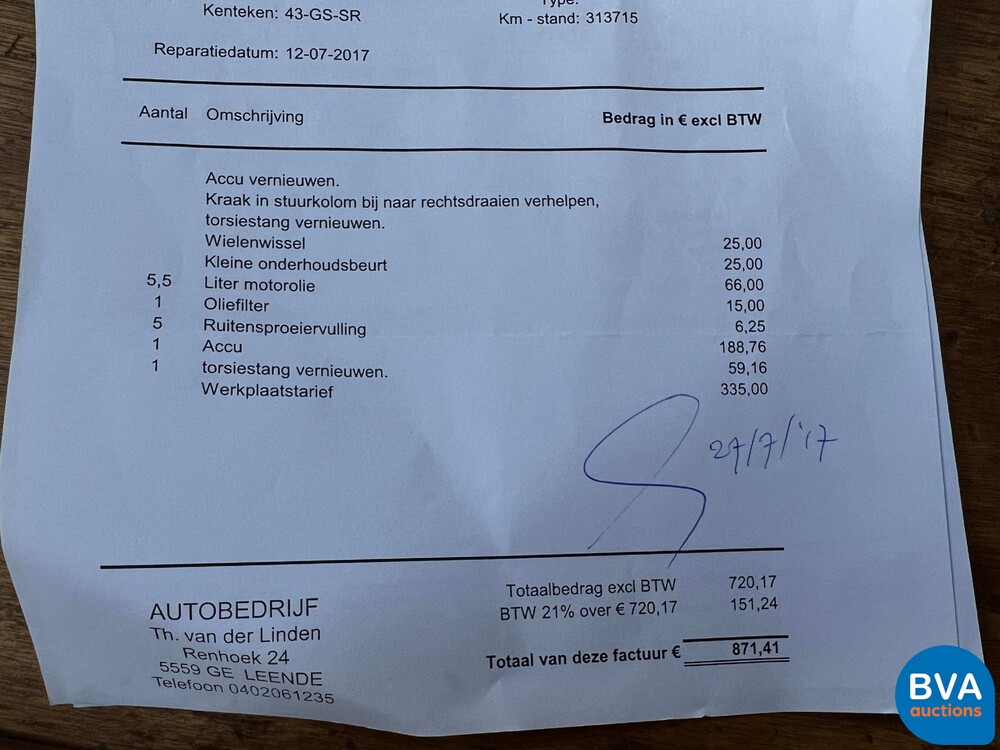 Kenteken: 43-GS-SR
Type:
Km - stand: 313715
Reparatiedatum: 12-07-2017
Aantal Omschrijving Bedrag in € excl BTW
Accu vernieuwen.
Kraak in stuurkolom bij naar rechtsdraaien verhelpen,
torsiestang vernieuwen.
Wielenwissel 25,00
Kleine onderhoudsbeurt 25,00
5,5 Liter motorolie 66,00
1 Oliefilter 15,00
5 Ruitensproeiervulling 6,25
1 Accu 188,76
1 torsiestang vernieuwen. 59,16
Werkplaatstarief 335,00
27/7/'17
Totaalbedrag excl BTW 720,17
BTW 21% over € 720,17 151,24
Totaal van deze factuur € 871,41
AUTOBEDRIJF
Th. van der Linden
Renhoek 24
5559 GE LEENDE
Telefoon 0402061235
BVA
auctions